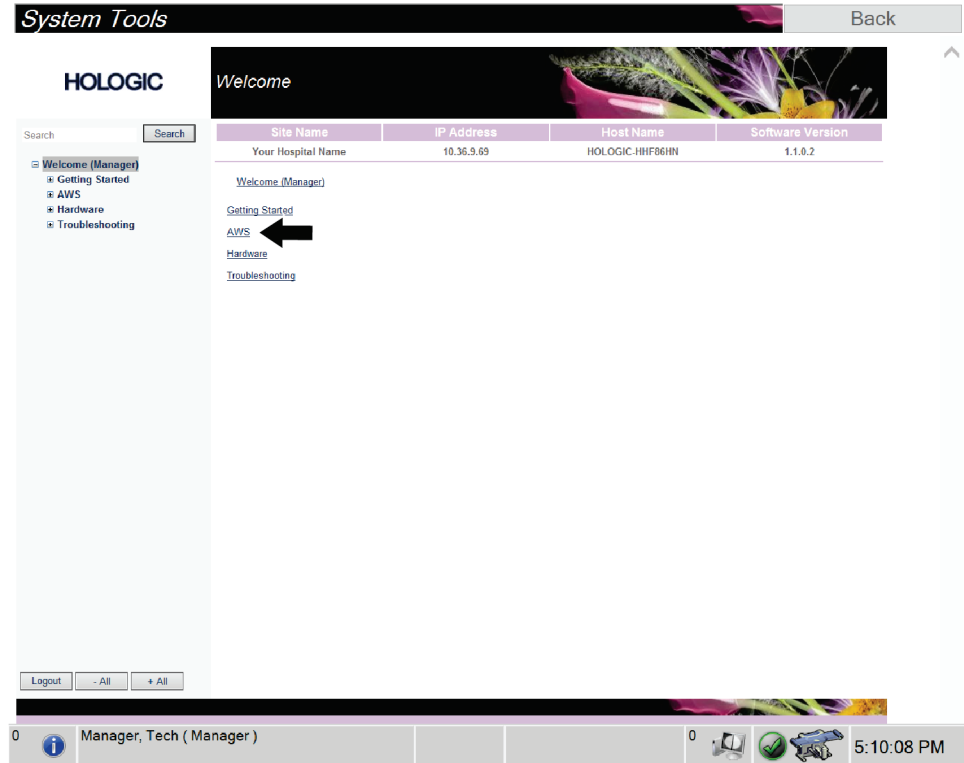 System Tools
Back
HOLOGIC
Welcome
Search
Search
Site Name IP Address Host Name Software Version
Your Hospital Name 10.36.9.69 HOLOGIC-HHF86HN 1.1.0.2
Welcome (Manager)
Getting Started
AWS
Hardware
Troubleshooting
Welcome (Manager)
Getting Started
AWS
Hardware
Troubleshooting
Logout
- All
+ All
0
Manager, Tech ( Manager )
0
5:10:08 PM